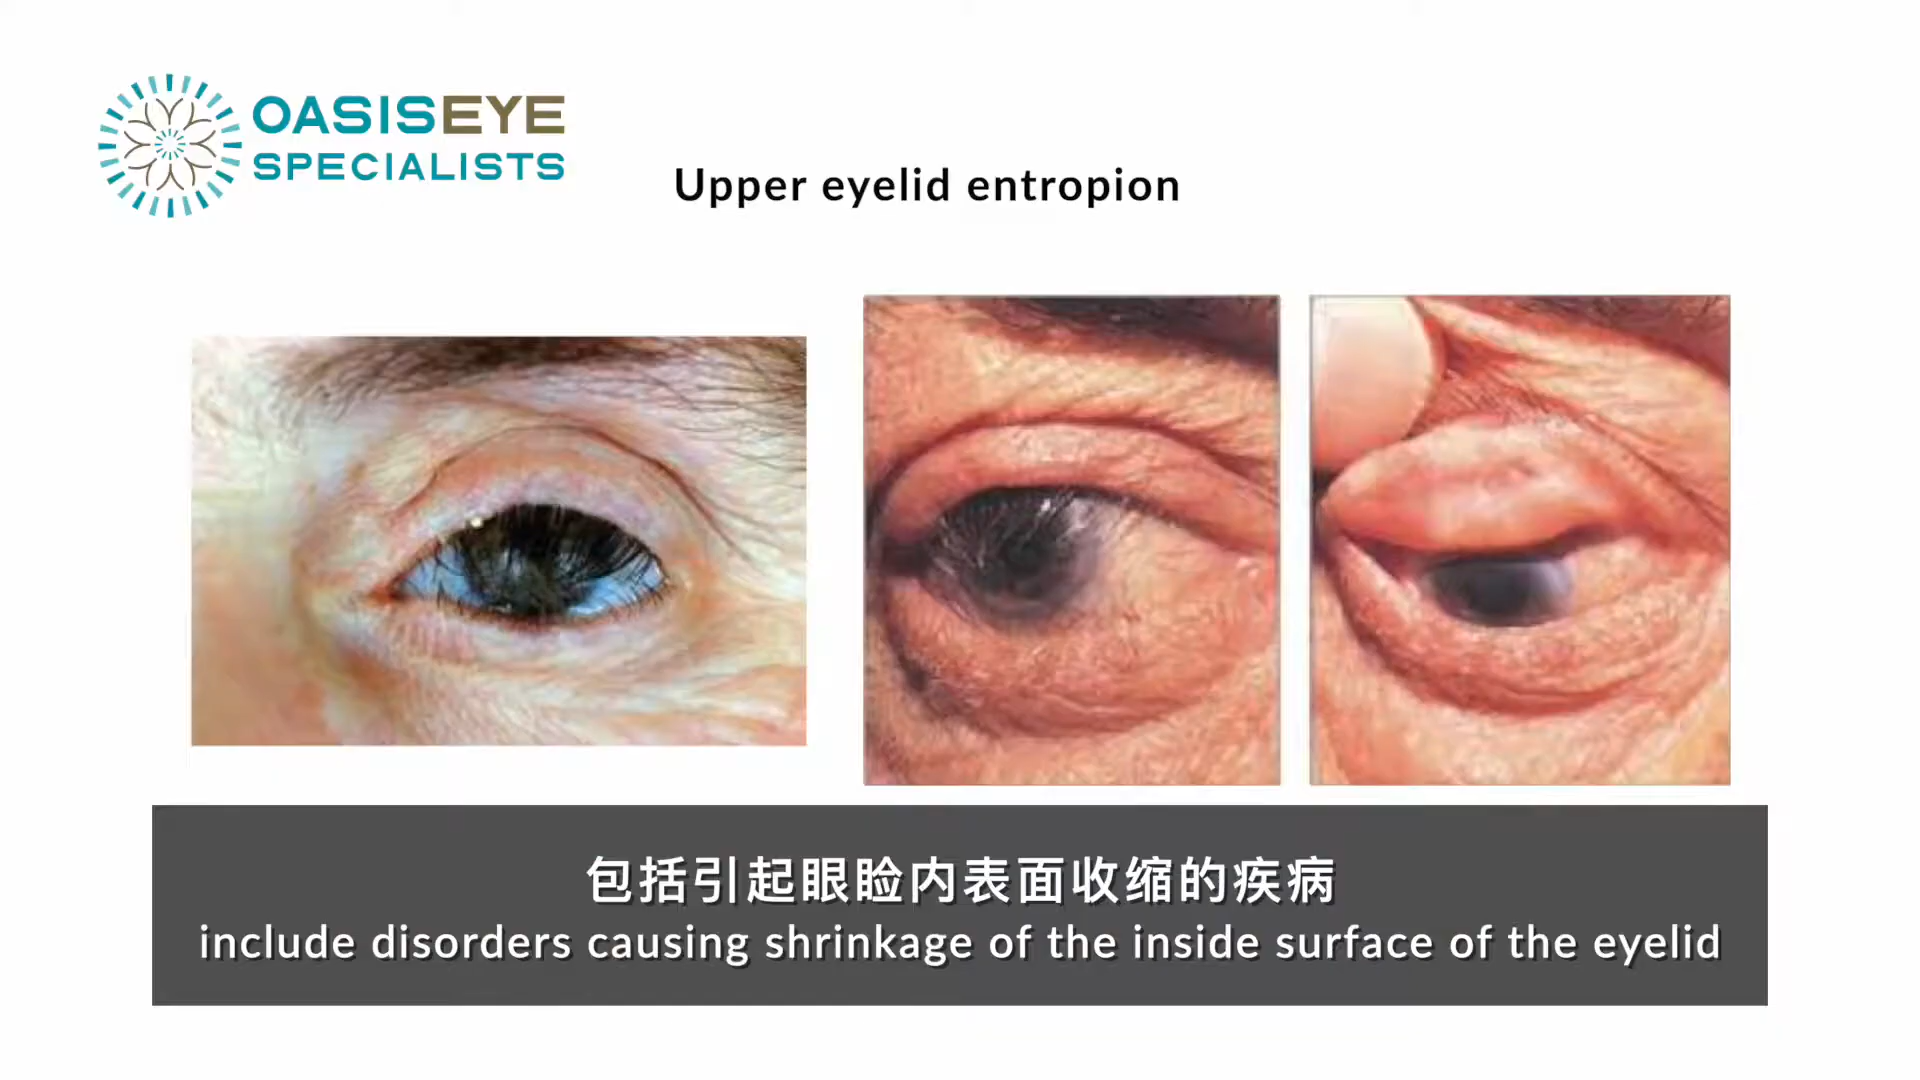 OASISEYE
SPECIALISTS
Upper eyelid entropion
包括引起眼睑内表面收缩的疾病
include disorders causing shrinkage of the inside surface of the eyelid